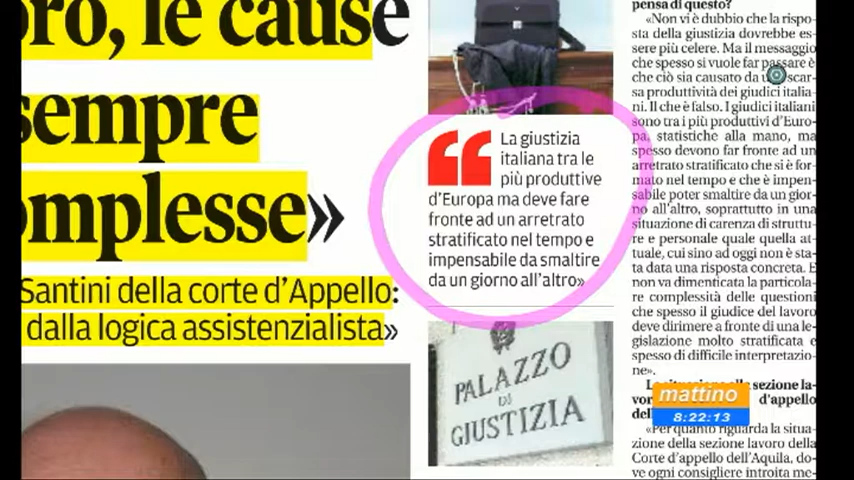 oro, le cause
sempre
omplesse»
Santini della corte d'Appello:
dalla logica assistenzialista»
La giustizia
italiana tra le
più produttive
d'Europa ma deve fare
fronte ad un arretrato
stratificato nel tempo e
impensabile da smaltire
da un giorno all'altro»
PALAZZO
DI
GIUSTIZIA
pensa di questo?
«Non vi è dubbio che la rispo-
sta della giustizia dovrebbe es-
sere più celere. Ma il messaggio
che spesso si vuole far passare è
che ciò sia causato da scar-
sa produttività dei giudici italia-
ni. Il che è falso. I giudici italiani
sono tra i più produttivi d'Euro-
pa, statistiche alla mano, ma
spesso devono far fronte ad un
arretrato stratificato che si è for-
mato nel tempo e che è impen-
sabile poter smaltire da un gior-
no all'altro, soprattutto in una
situazione di carenza di struttu-
re e personale quale quella at-
tuale, cui sino ad oggi non è sta-
ta data una risposta concreta. E
non va dimenticata la particola-
re complessità delle questioni
che spesso il giudice del lavoro
deve dirimere a fronte di una le-
gislazione molto stratificata e
spesso di difficile interpretazio-
ne».
sezione la-
d'appello
mattino
8:22:13
«Per quanto riguarda la situa-
zione della sezione lavoro della
Corte d'appello dell'Aquila, do-
ve ogni consigliere introita me-